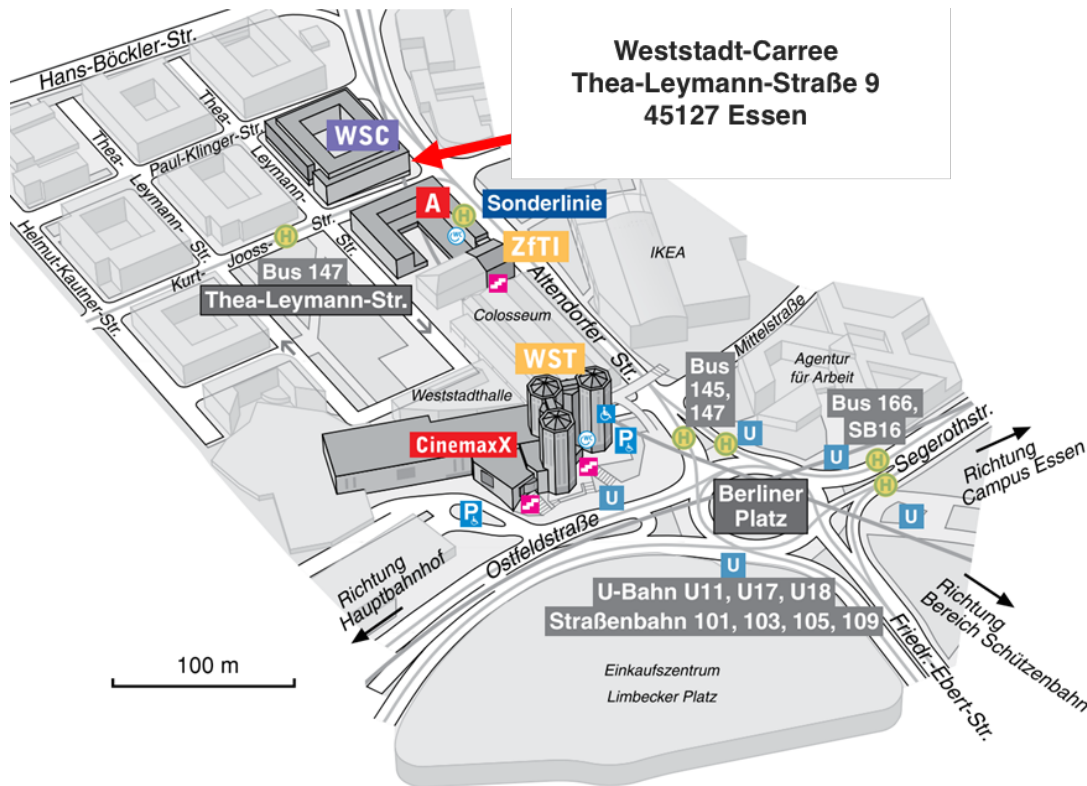 Weststadt-Carree
Thea-Leymann-Straße 9
45127 Essen
Hans-Böckler-Str.
Thea-
Leymann-
Str.
Thea-
Leymann-
Str.
Paul-Klinger-Str.
WSC
A
H
Sonderlinie
ZfTI
Helmut-Kautner-Str.
Kurt-
Jooss-
Str.
H
Bus 147
Thea-Leymann-Str.
IKEA
Colosseum
Altendorfer
Str.
Mittelstraße
WST
Weststadthalle
Bus
145,
147
Agentur
für Arbeit
Bus 166,
SB16
CinemaxX
P
H
H
U
U
H
H
Segerothstr.
Richtung
Campus Essen
Berliner
Platz
U
U
P
Ostfeldstraße
Richtung
Hauptbahnhof
U
U-Bahn U11, U17, U18
Straßenbahn 101, 103, 105, 109
Richtung
Bereich Schützenbahn
Friedr.-Ebert-Str.
100 m
Einkaufszentrum
Limbecker Platz